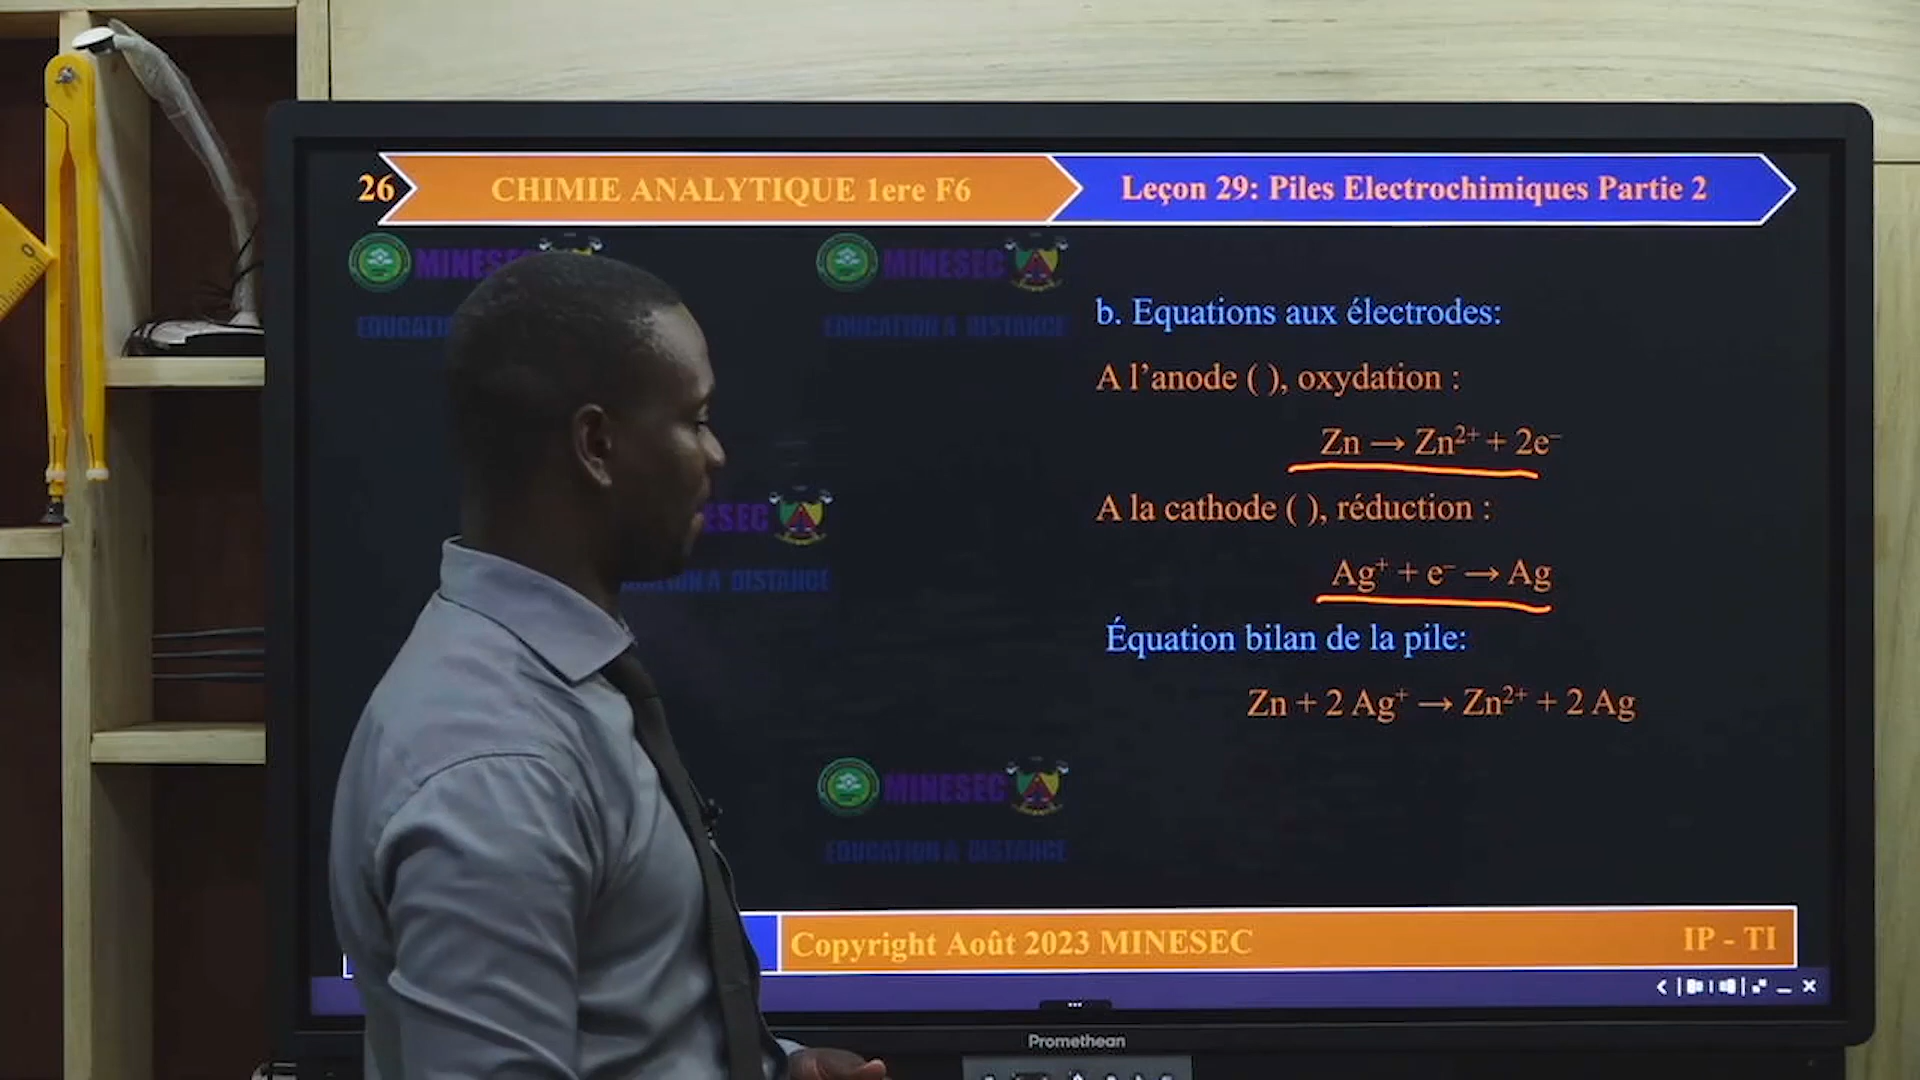 26 CHIMIE ANALYTIQUE 1ere F6 Leçon 29: Piles Electrochimiques Partie 2
MINESEC
EDUCATION A DISTANCE
b. Equations aux électrodes:
A l’anode ( ), oxydation :
Zn → Zn²⁺ + 2e⁻
A la cathode ( ), réduction :
Ag⁺ + e⁻ → Ag
Équation bilan de la pile:
Zn + 2 Ag⁺ → Zn²⁺ + 2 Ag
MINESEC
EDUCATION A DISTANCE
Copyright Août 2023 MINESEC IP - TI
Promethean
0